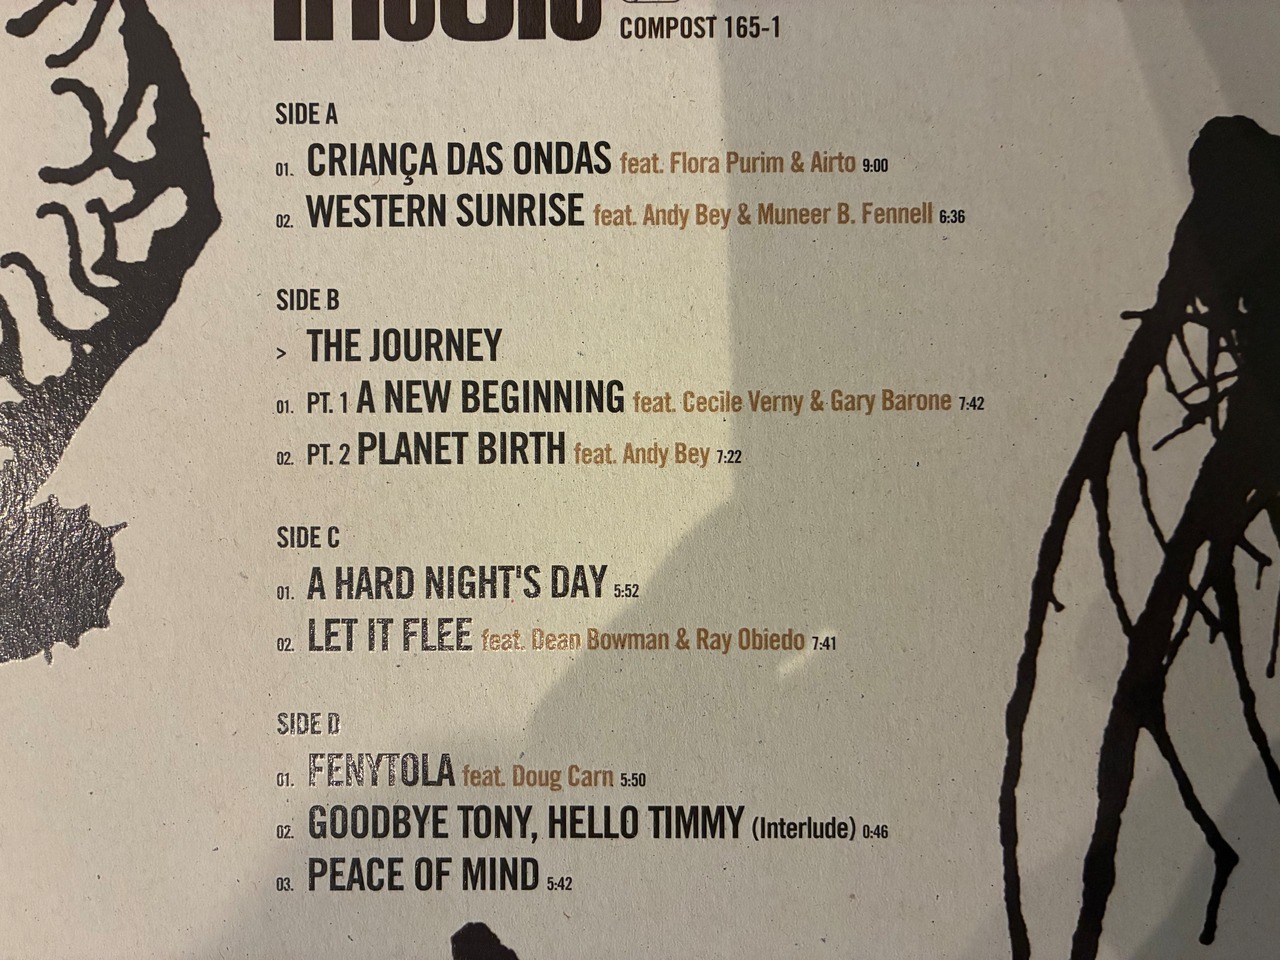 COMPOST 165-1
SIDE A
01. CRIANÇA DAS ONDAS feat. Flora Purim & Airto 9:00
02. WESTERN SUNRISE feat. Andy Bey & Muneer B. Fennell 6:36
SIDE B
> THE JOURNEY
01. PT. 1 A NEW BEGINNING feat. Cecile Verny & Gary Barone 7:42
02. PT. 2 PLANET BIRTH feat. Andy Bey 7:22
SIDE C
01. A HARD NIGHT'S DAY 5:52
02. LET IT FLEE feat. Dean Bowman & Ray Obiedo 7:41
SIDE D
01. FENYTOLA feat. Doug Carn 5:50
02. GOODBYE TONY, HELLO TIMMY (Interlude) 0:46
03. PEACE OF MIND 5:42